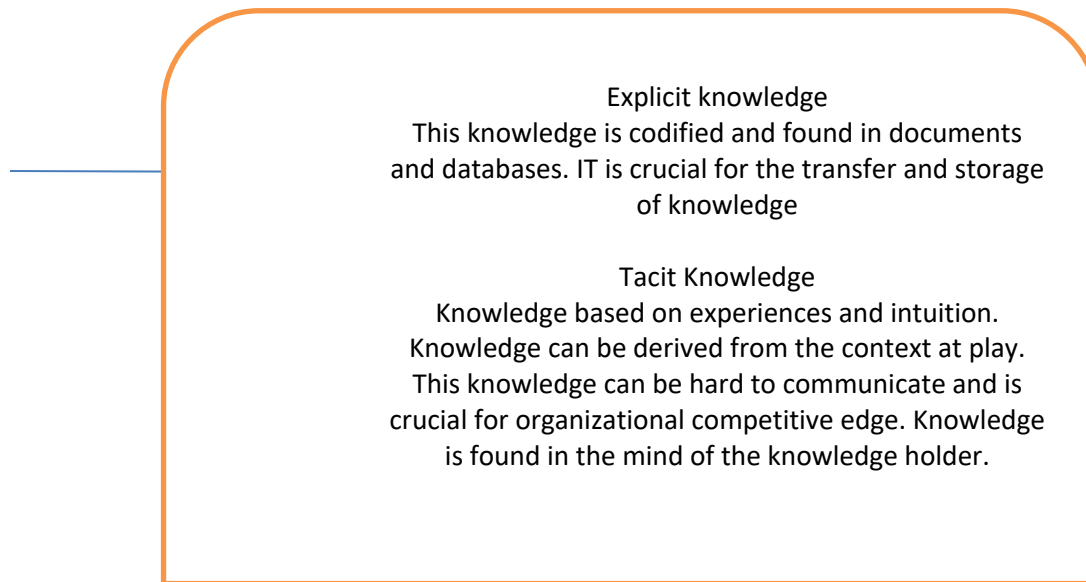 Explicit knowledge
This knowledge is codified and found in documents
and databases. IT is crucial for the transfer and storage
of knowledge
Tacit Knowledge
Knowledge based on experiences and intuition.
Knowledge can be derived from the context at play.
This knowledge can be hard to communicate and is
crucial for organizational competitive edge. Knowledge
is found in the mind of the knowledge holder.